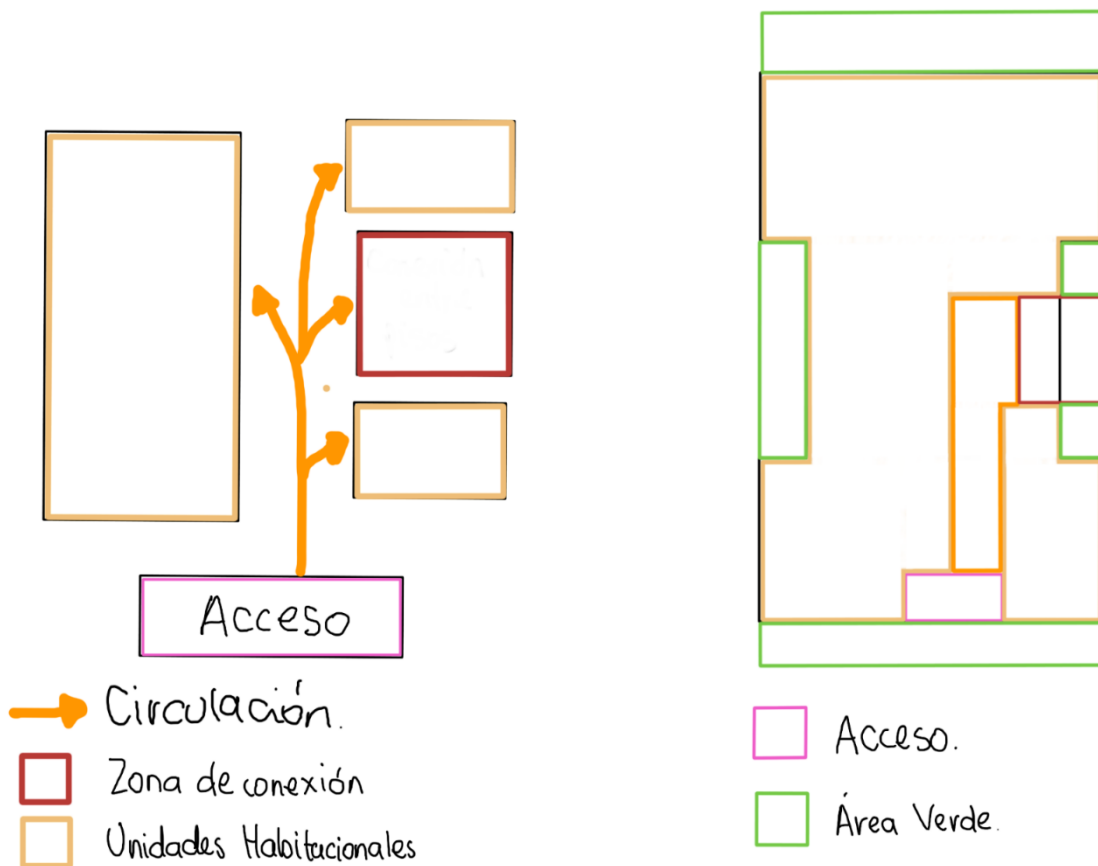 Acceso
Circulación.
Zona de conexión
Unidades Habitacionales
Acceso.
Área Verde.